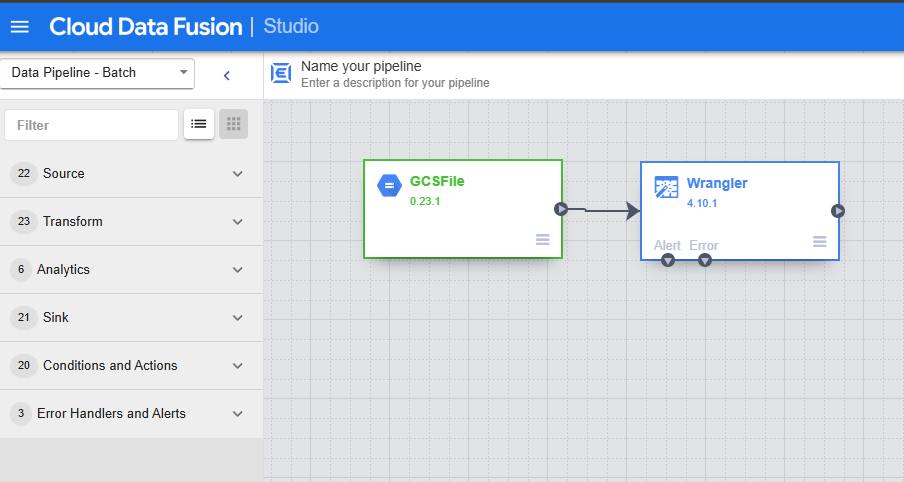 Cloud Data Fusion | Studio
Data Pipeline - Batch
Name your pipeline
Enter a description for your pipeline
Filter
22 Source
23 Transform
6 Analytics
21 Sink
20 Conditions and Actions
3 Error Handlers and Alerts
GCSFile
0.23.1
Wrangler
4.10.1
Alert Error